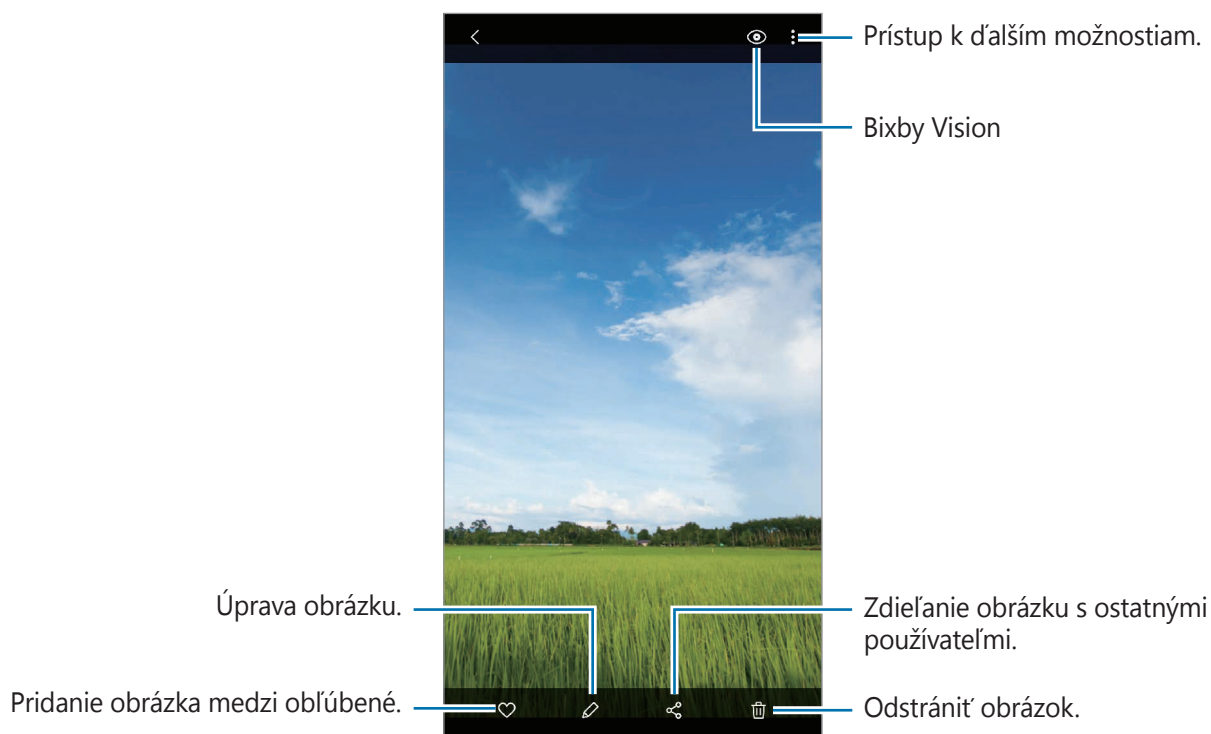 Prístup k ďalším možnostiam.
Bixby Vision
Úprava obrázku.
Zdieľanie obrázku s ostatnými
používateľmi.
Pridanie obrázka medzi obľúbené.
Odstrániť obrázok.